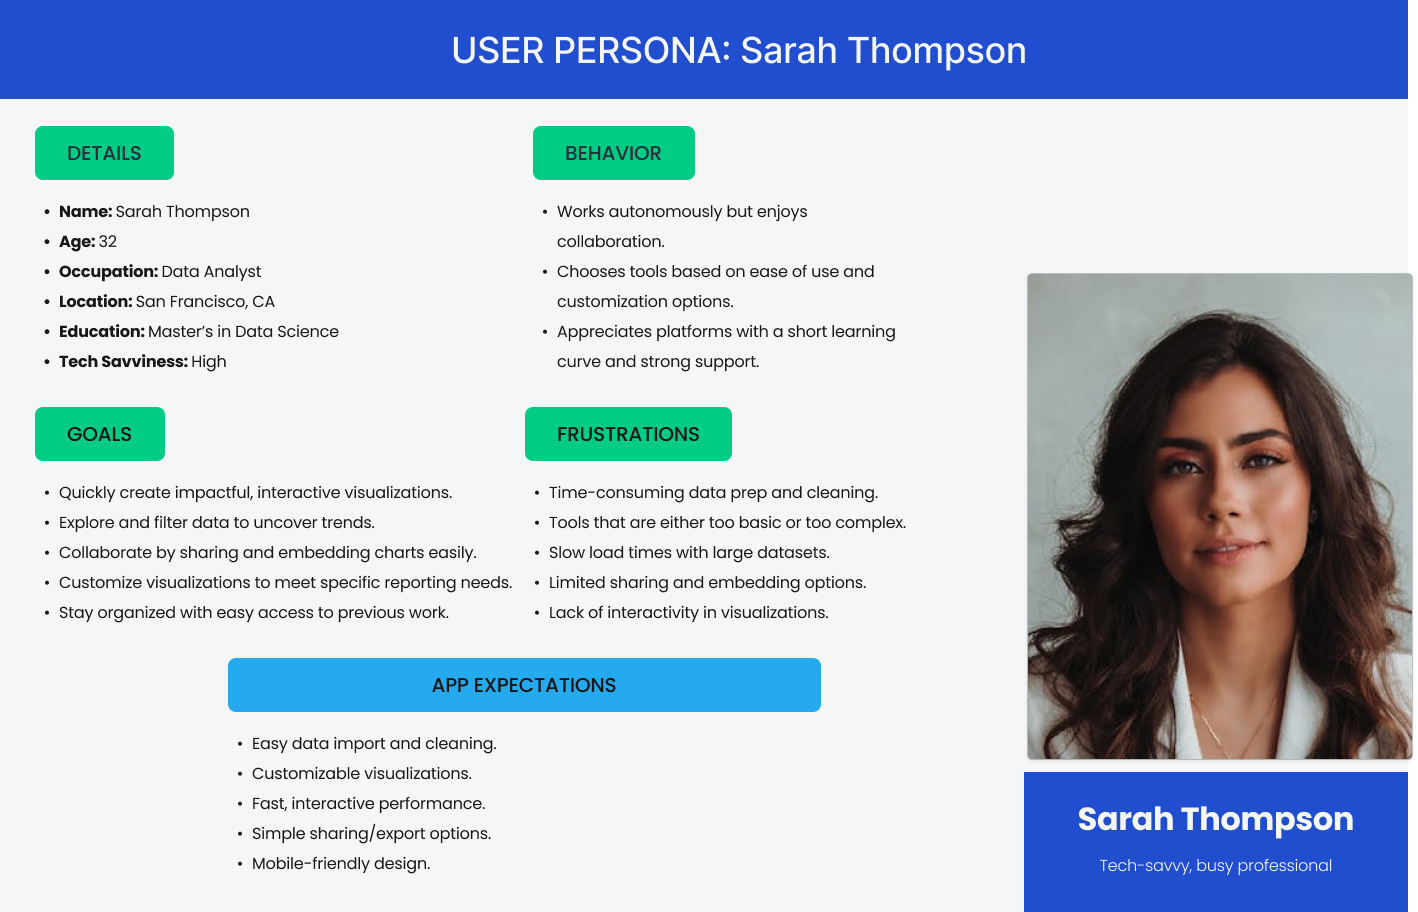 USER PERSONA: Sarah Thompson
DETAILS
• Name: Sarah Thompson
• Age: 32
• Occupation: Data Analyst
• Location: San Francisco, CA
• Education: Master’s in Data Science
• Tech Savviness: High
BEHAVIOR
• Works autonomously but enjoys
collaboration.
• Chooses tools based on ease of use and
customization options.
• Appreciates platforms with a short learning
curve and strong support.
GOALS
• Quickly create impactful, interactive visualizations.
• Explore and filter data to uncover trends.
• Collaborate by sharing and embedding charts easily.
• Customize visualizations to meet specific reporting needs.
• Stay organized with easy access to previous work.
FRUSTRATIONS
• Time-consuming data prep and cleaning.
• Tools that are either too basic or too complex.
• Slow load times with large datasets.
• Limited sharing and embedding options.
• Lack of interactivity in visualizations.
APP EXPECTATIONS
• Easy data import and cleaning.
• Customizable visualizations.
• Fast, interactive performance.
• Simple sharing/export options.
• Mobile-friendly design.
Sarah Thompson
Tech-savvy, busy professional